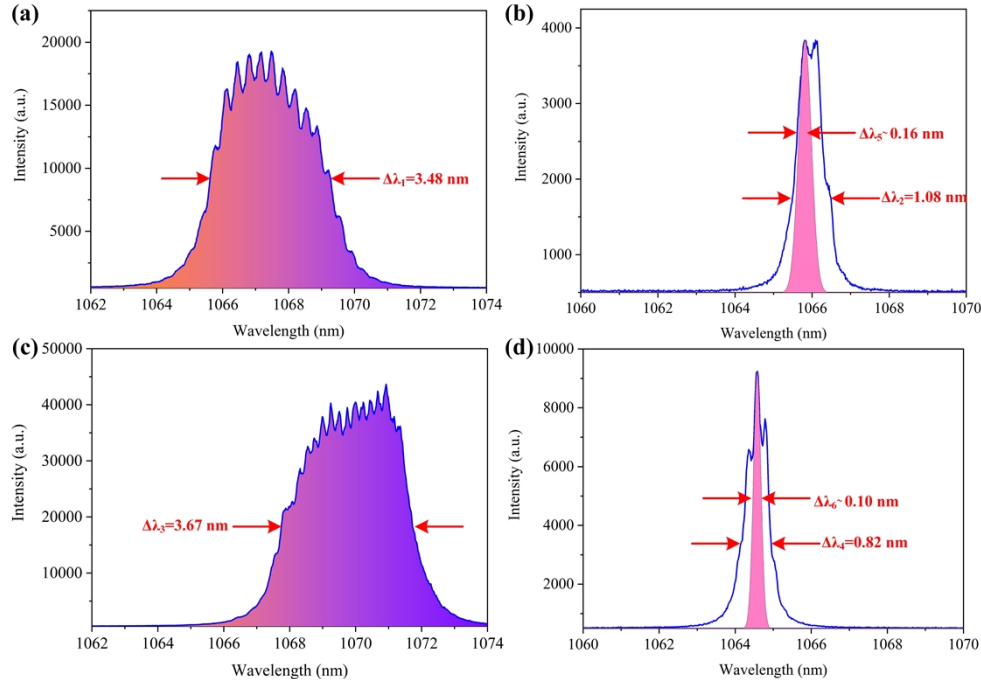 (a)
20000
15000
10000
5000
Intensity (a.u.)
Δλ₁=3.48 nm
1062 1064 1066 1068 1070 1072 1074
Wavelength (nm)
(b)
4000
3000
2000
1000
Intensity (a.u.)
Δλ₅~ 0.16 nm
Δλ₂=1.08 nm
1060 1062 1064 1066 1068 1070
Wavelength (nm)
(c)
50000
40000
30000
20000
10000
Intensity (a.u.)
Δλ₃=3.67 nm
1062 1064 1066 1068 1070 1072 1074
Wavelength (nm)
(d)
10000
8000
6000
4000
2000
Intensity (a.u.)
Δλ₆~ 0.10 nm
Δλ₄=0.82 nm
1060 1062 1064 1066 1068 1070
Wavelength (nm)